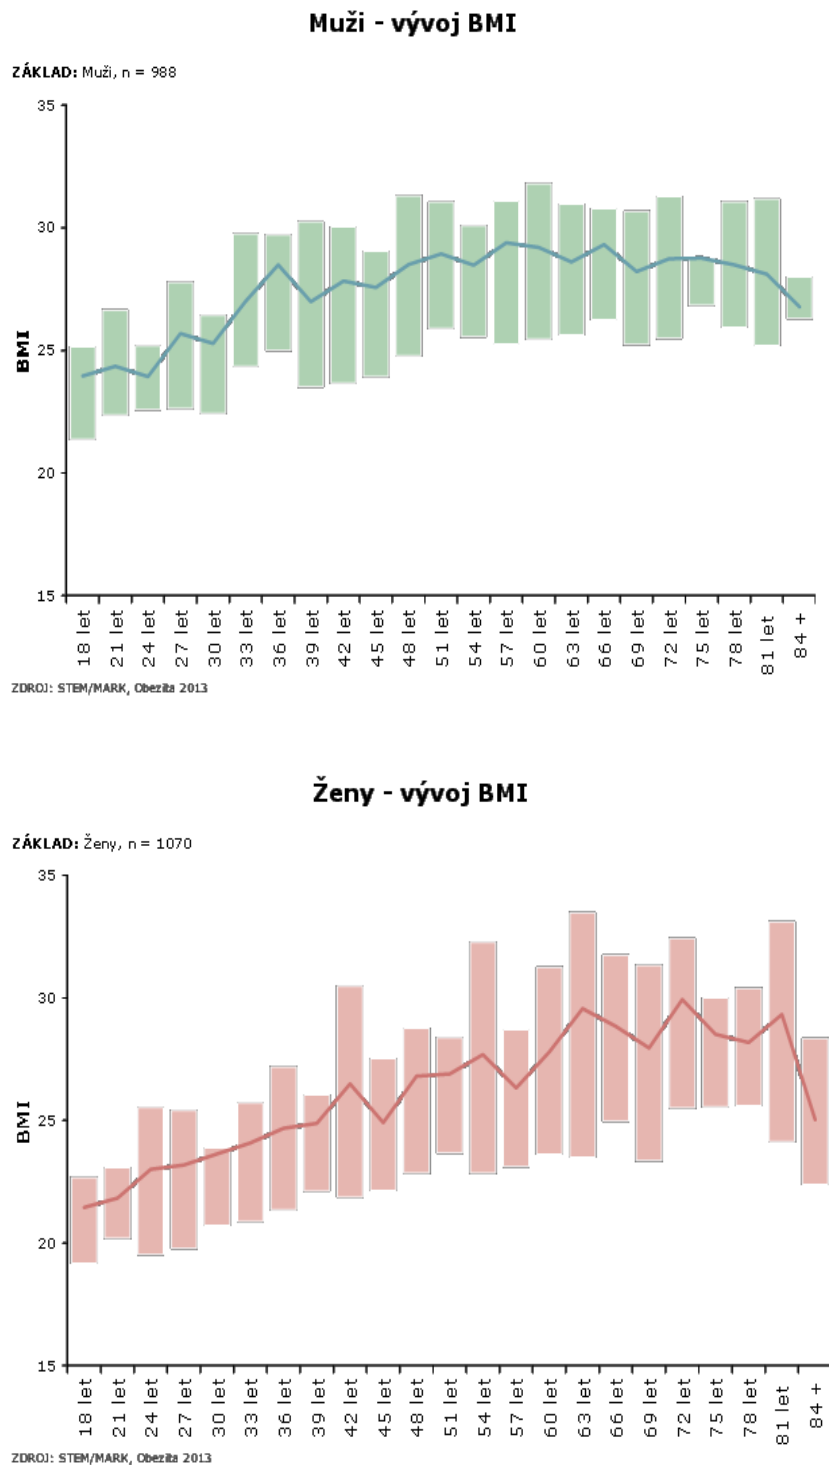 Muži - vývoj BMI
ZÁKLAD: Muži, n = 988
35
30
25
20
15
BMI
18 let
21 let
24 let
27 let
30 let
33 let
36 let
39 let
42 let
45 let
48 let
51 let
54 let
57 let
60 let
63 let
66 let
69 let
72 let
75 let
78 let
81 let
84 +
ZDROJ: STEM/MARK, Obezita 2013
Ženy - vývoj BMI
ZÁKLAD: Ženy, n = 1070
35
30
25
20
15
BMI
18 let
21 let
24 let
27 let
30 let
33 let
36 let
39 let
42 let
45 let
48 let
51 let
54 let
57 let
60 let
63 let
66 let
69 let
72 let
75 let
78 let
81 let
84 +
ZDROJ: STEM/MARK, Obezita 2013